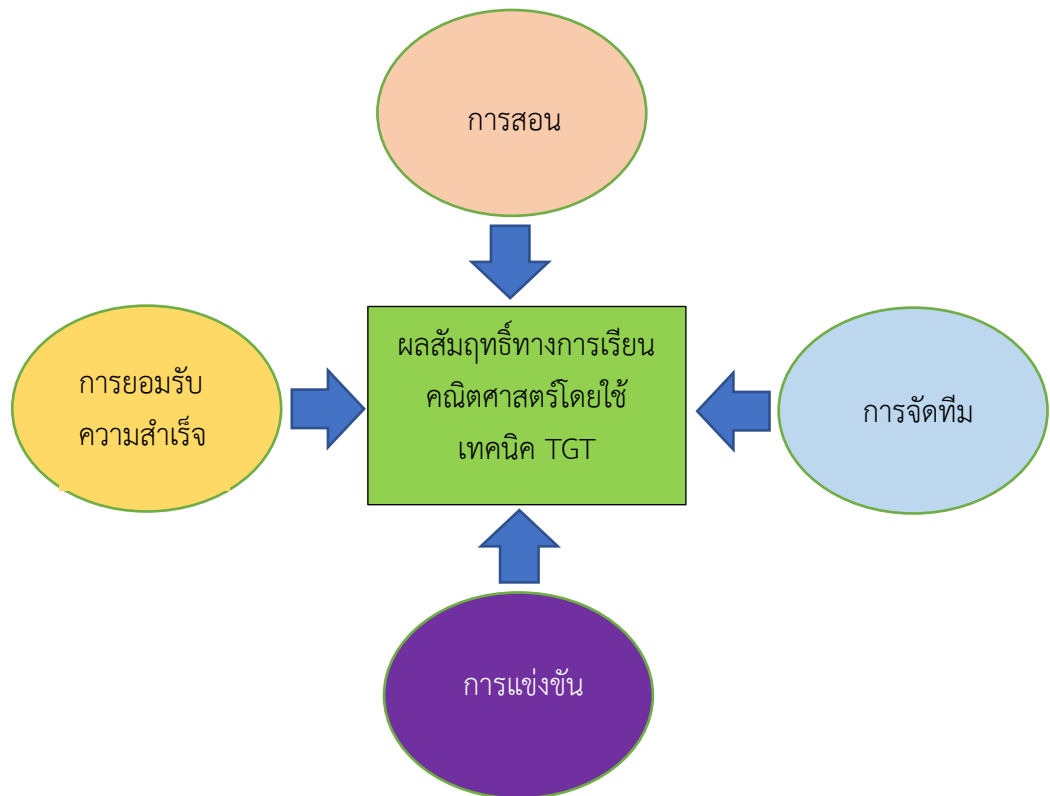 การสอน
ผลสัมฤทธิ์ทางการเรียน
คณิตศาสตร์โดยใช้
เทคนิค TGT
การยอมรับ
ความสำเร็จ
การจัดทีม
การแข่งขัน